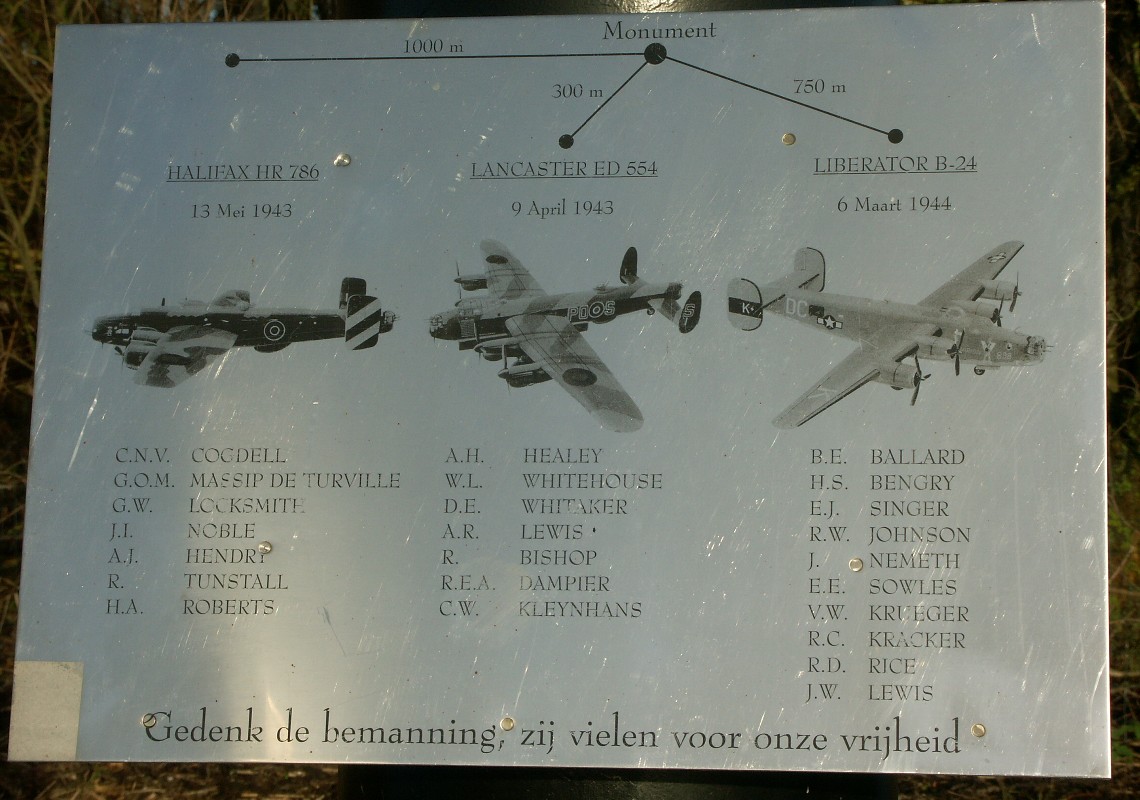 Monument
1000 m
300 m
750 m
HALIFAX HR 786
13 Mei 1943
LANCASTER ED 554
9 April 1943
LIBERATOR B-24
6 Maart 1944
PD S
S
K
DC
C.N.V. COGDELL
G.O.M. MASSIP DE TURVILLE
G.W. LOCKSMITH
J.I. NOBLE
A.J. HENDRY
R. TUNSTALL
H.A. ROBERTS
A.H. HEALEY
W.L. WHITEHOUSE
D.E. WHITAKER
A.R. LEWIS
R. BISHOP
R.E.A. DAMPIER
C.W. KLEYNHANS
B.E. BALLARD
H.S. BENGRY
E.J. SINGER
R.W. JOHNSON
J. NEMETH
E.E. SOWLES
V.W. KRUEGER
R.C. KRACKER
R.D. RICE
J.W. LEWIS
Gedenk de bemanning, zij vielen voor onze vrijheid